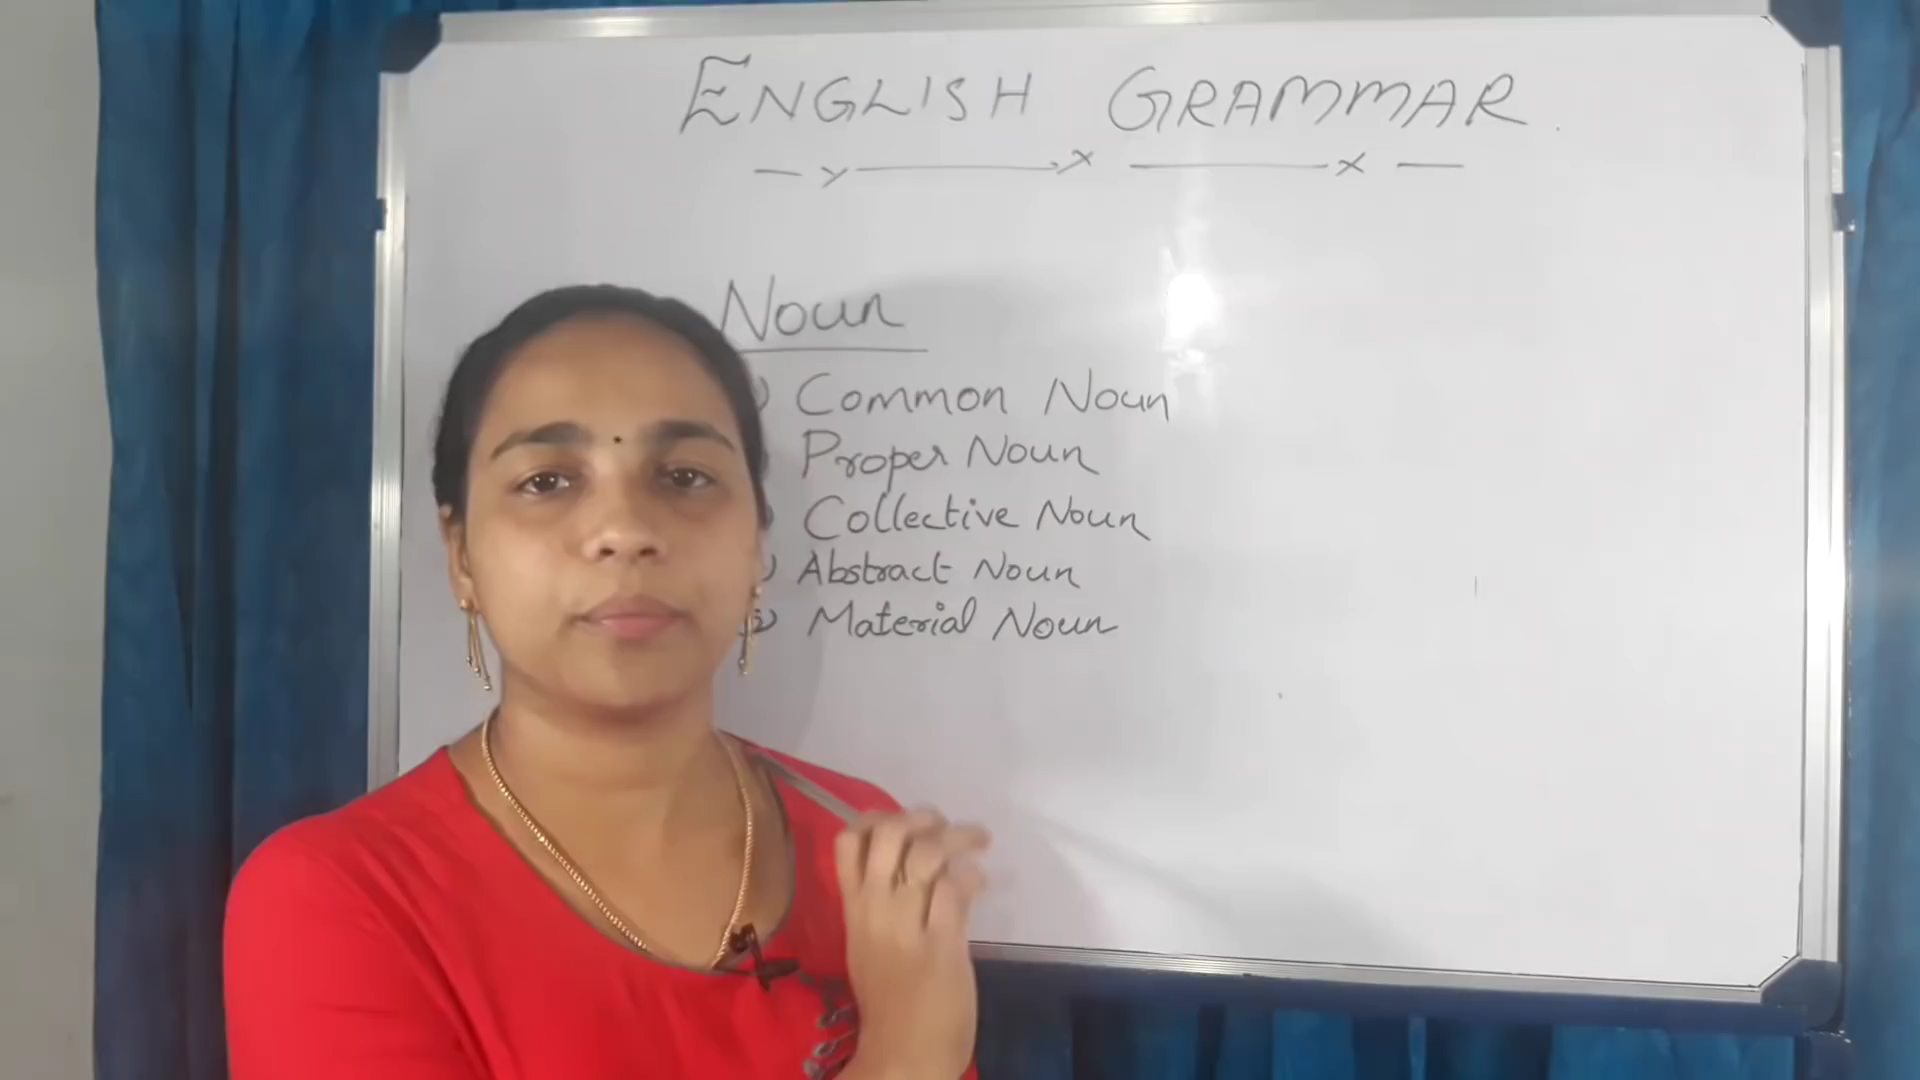 ENGLISH GRAMMAR.
Noun
) Common Noun
Proper Noun
) Collective Noun
) Abstract Noun
) Material Noun